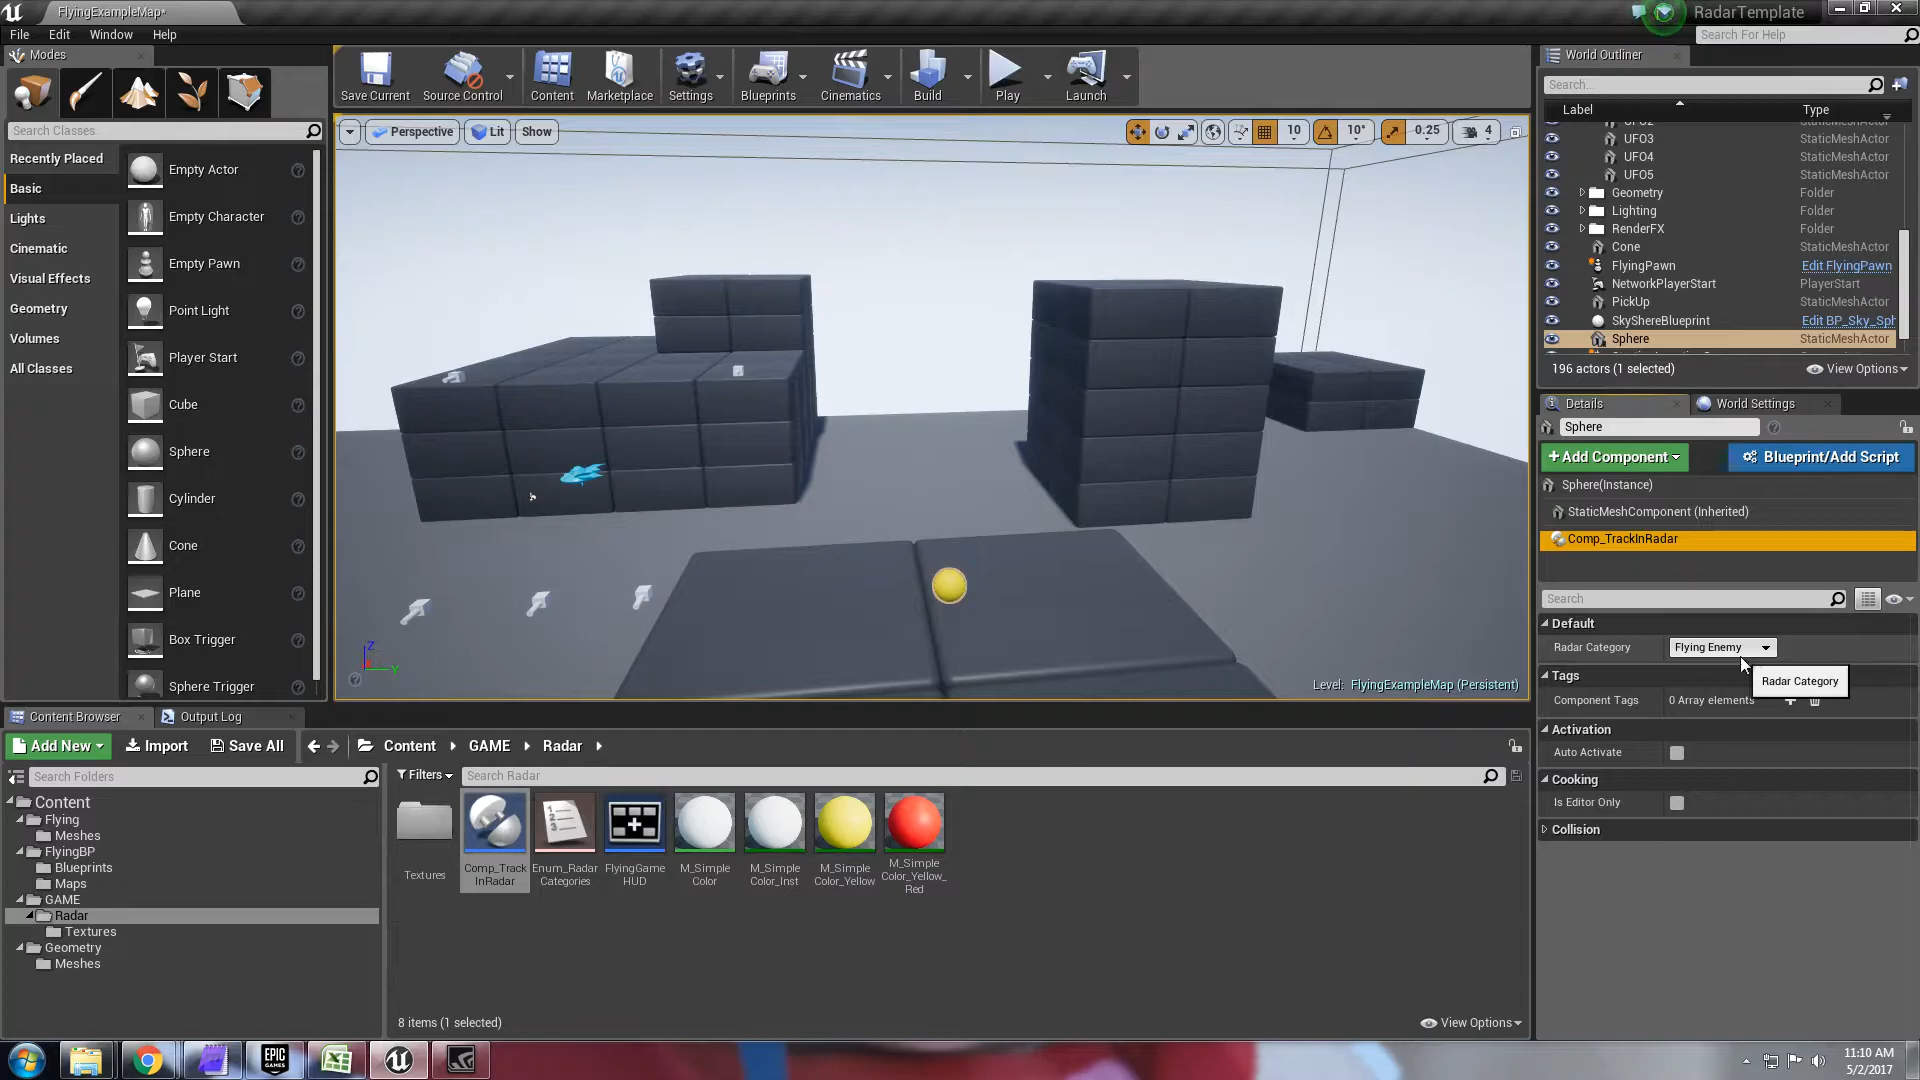 FlyingExampleMap*
RadarTemplate
File Edit Window Help
Search For Help
Modes
Search Classes
Recently Placed
Basic
Lights
Cinematic
Visual Effects
Geometry
Volumes
All Classes
Empty Actor
Empty Character
Empty Pawn
Point Light
Player Start
Cube
Sphere
Cylinder
Cone
Plane
Box Trigger
Sphere Trigger
Save Current
Source Control
Content
Marketplace
Settings
Blueprints
Cinematics
Build
Play
Launch
Perspective
Lit
Show
10
10°
0.25
4
Z
Y
Level: FlyingExampleMap (Persistent)
World Outliner
Search...
Label Type
UFO2 StaticMeshActor
UFO3 StaticMeshActor
UFO4 StaticMeshActor
UFO5 StaticMeshActor
Geometry Folder
Lighting Folder
RenderFX Folder
Cone StaticMeshActor
FlyingPawn Edit FlyingPawn
NetworkPlayerStart PlayerStart
PickUp StaticMeshActor
SkyShereBlueprint Edit BP_Sky_Sph
Sphere StaticMeshActor
196 actors (1 selected)
View Options
Details
World Settings
Sphere
+Add Component
Blueprint/Add Script
Sphere(Instance)
StaticMeshComponent (Inherited)
Comp_TrackInRadar
Search
Default
Radar Category Flying Enemy
Radar Category
Tags
Component Tags 0 Array elements
Activation
Auto Activate
Cooking
Is Editor Only
Collision
Content Browser
Output Log
Add New
Import
Save All
Content
GAME
Radar
Search Folders
Filters
Search Radar
Content
Flying
Meshes
FlyingBP
Blueprints
Maps
GAME
Radar
Textures
Geometry
Meshes
Textures
Comp_Track
InRadar
Enum_Radar
Categories
FlyingGame
HUD
M_Simple
Color
M_Simple
Color_Inst
M_Simple
Color_Yellow
M_Simple
Color_Yellow_
Red
8 items (1 selected)
View Options
EPIC
GAMES
11:10 AM
5/2/2017